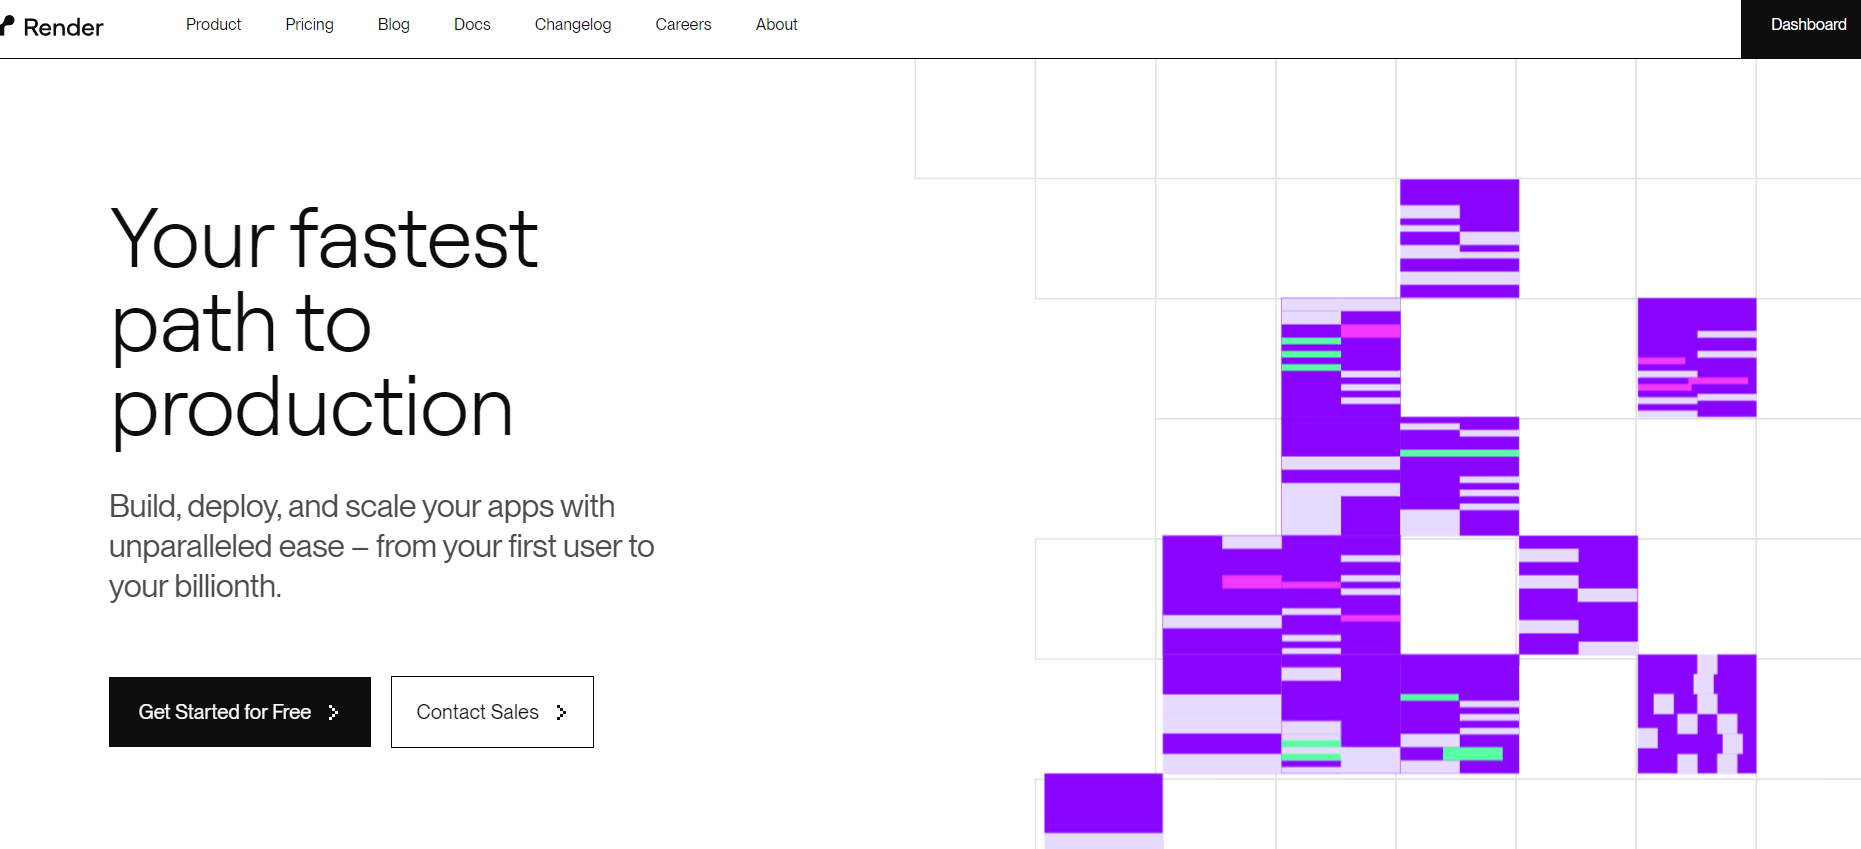 Render
Product Pricing Blog Docs Changelog Careers About
Dashboard
Your fastest
path to
production
Build, deploy, and scale your apps with
unparalleled ease – from your first user to
your billionth.
Get Started for Free
Contact Sales